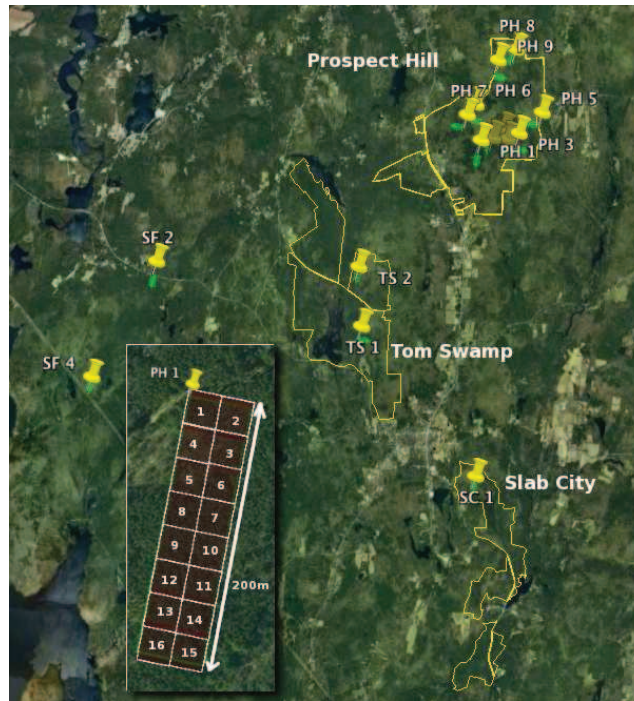 PH 8
PH 9
Prospect Hill
PH 7
PH 6
PH 5
PH 3
PH 1
SF 2
TS 2
TS 1
Tom Swamp
SF 4
PH 1
1
2
4
3
5
6
8
7
9
10
12
11
200m
13
14
16
15
Slab City
SC 1